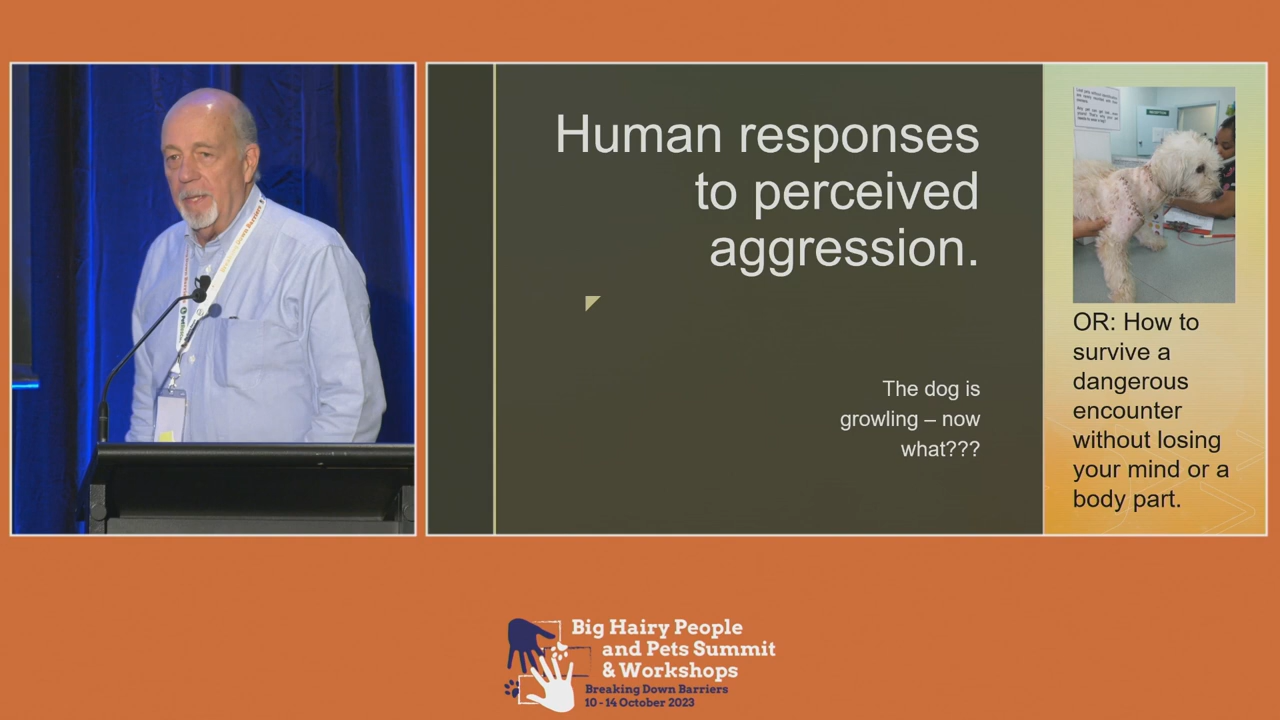 Human responses
to perceived
aggression.
The dog is
growling – now
what???
OR: How to
survive a
dangerous
encounter
without losing
your mind or a
body part.
Big Hairy People
and Pets Summit
& Workshops
Breaking Down Barriers
10 - 14 October 2023